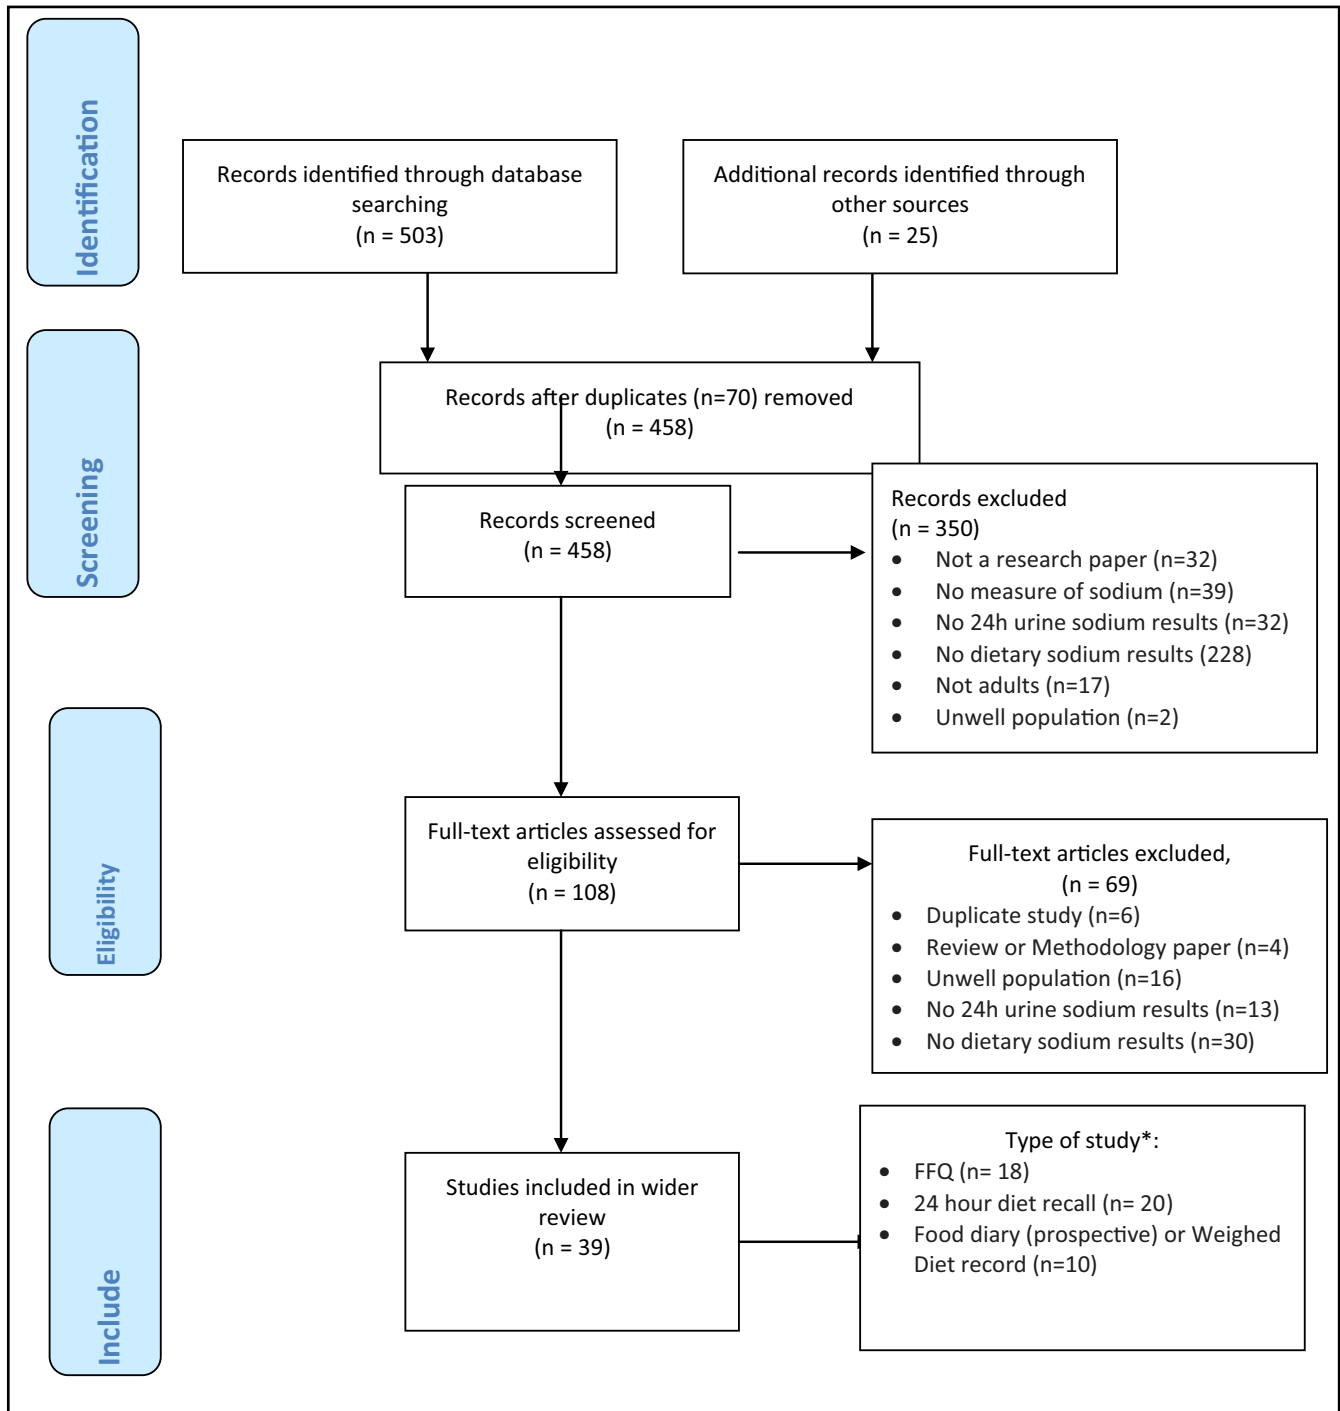 Identification
Records identified through database
searching
(n = 503)
Additional records identified through
other sources
(n = 25)
Screening
Records after duplicates (n=70) removed
(n = 458)
Records screened
(n = 458)
Records excluded
(n = 350)
• Not a research paper (n=32)
• No measure of sodium (n=39)
• No 24h urine sodium results (n=32)
• No dietary sodium results (228)
• Not adults (n=17)
• Unwell population (n=2)
Eligibility
Full-text articles assessed for
eligibility
(n = 108)
Full-text articles excluded,
(n = 69)
• Duplicate study (n=6)
• Review or Methodology paper (n=4)
• Unwell population (n=16)
• No 24h urine sodium results (n=13)
• No dietary sodium results (n=30)
Include
Studies included in wider
review
(n = 39)
Type of study*:
• FFQ (n= 18)
• 24 hour diet recall (n= 20)
• Food diary (prospective) or Weighed
Diet record (n=10)